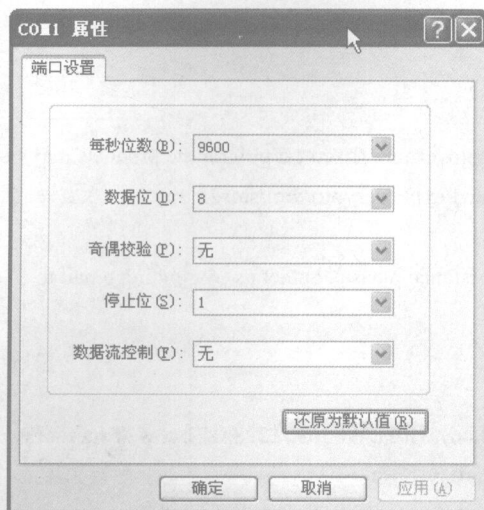 COM1 属性
端口设置
每秒位数(B): 9600
数据位(D): 8
奇偶校验(P): 无
停止位(S): 1
数据流控制(F): 无
还原为默认值(R)
确定
取消
应用(A)